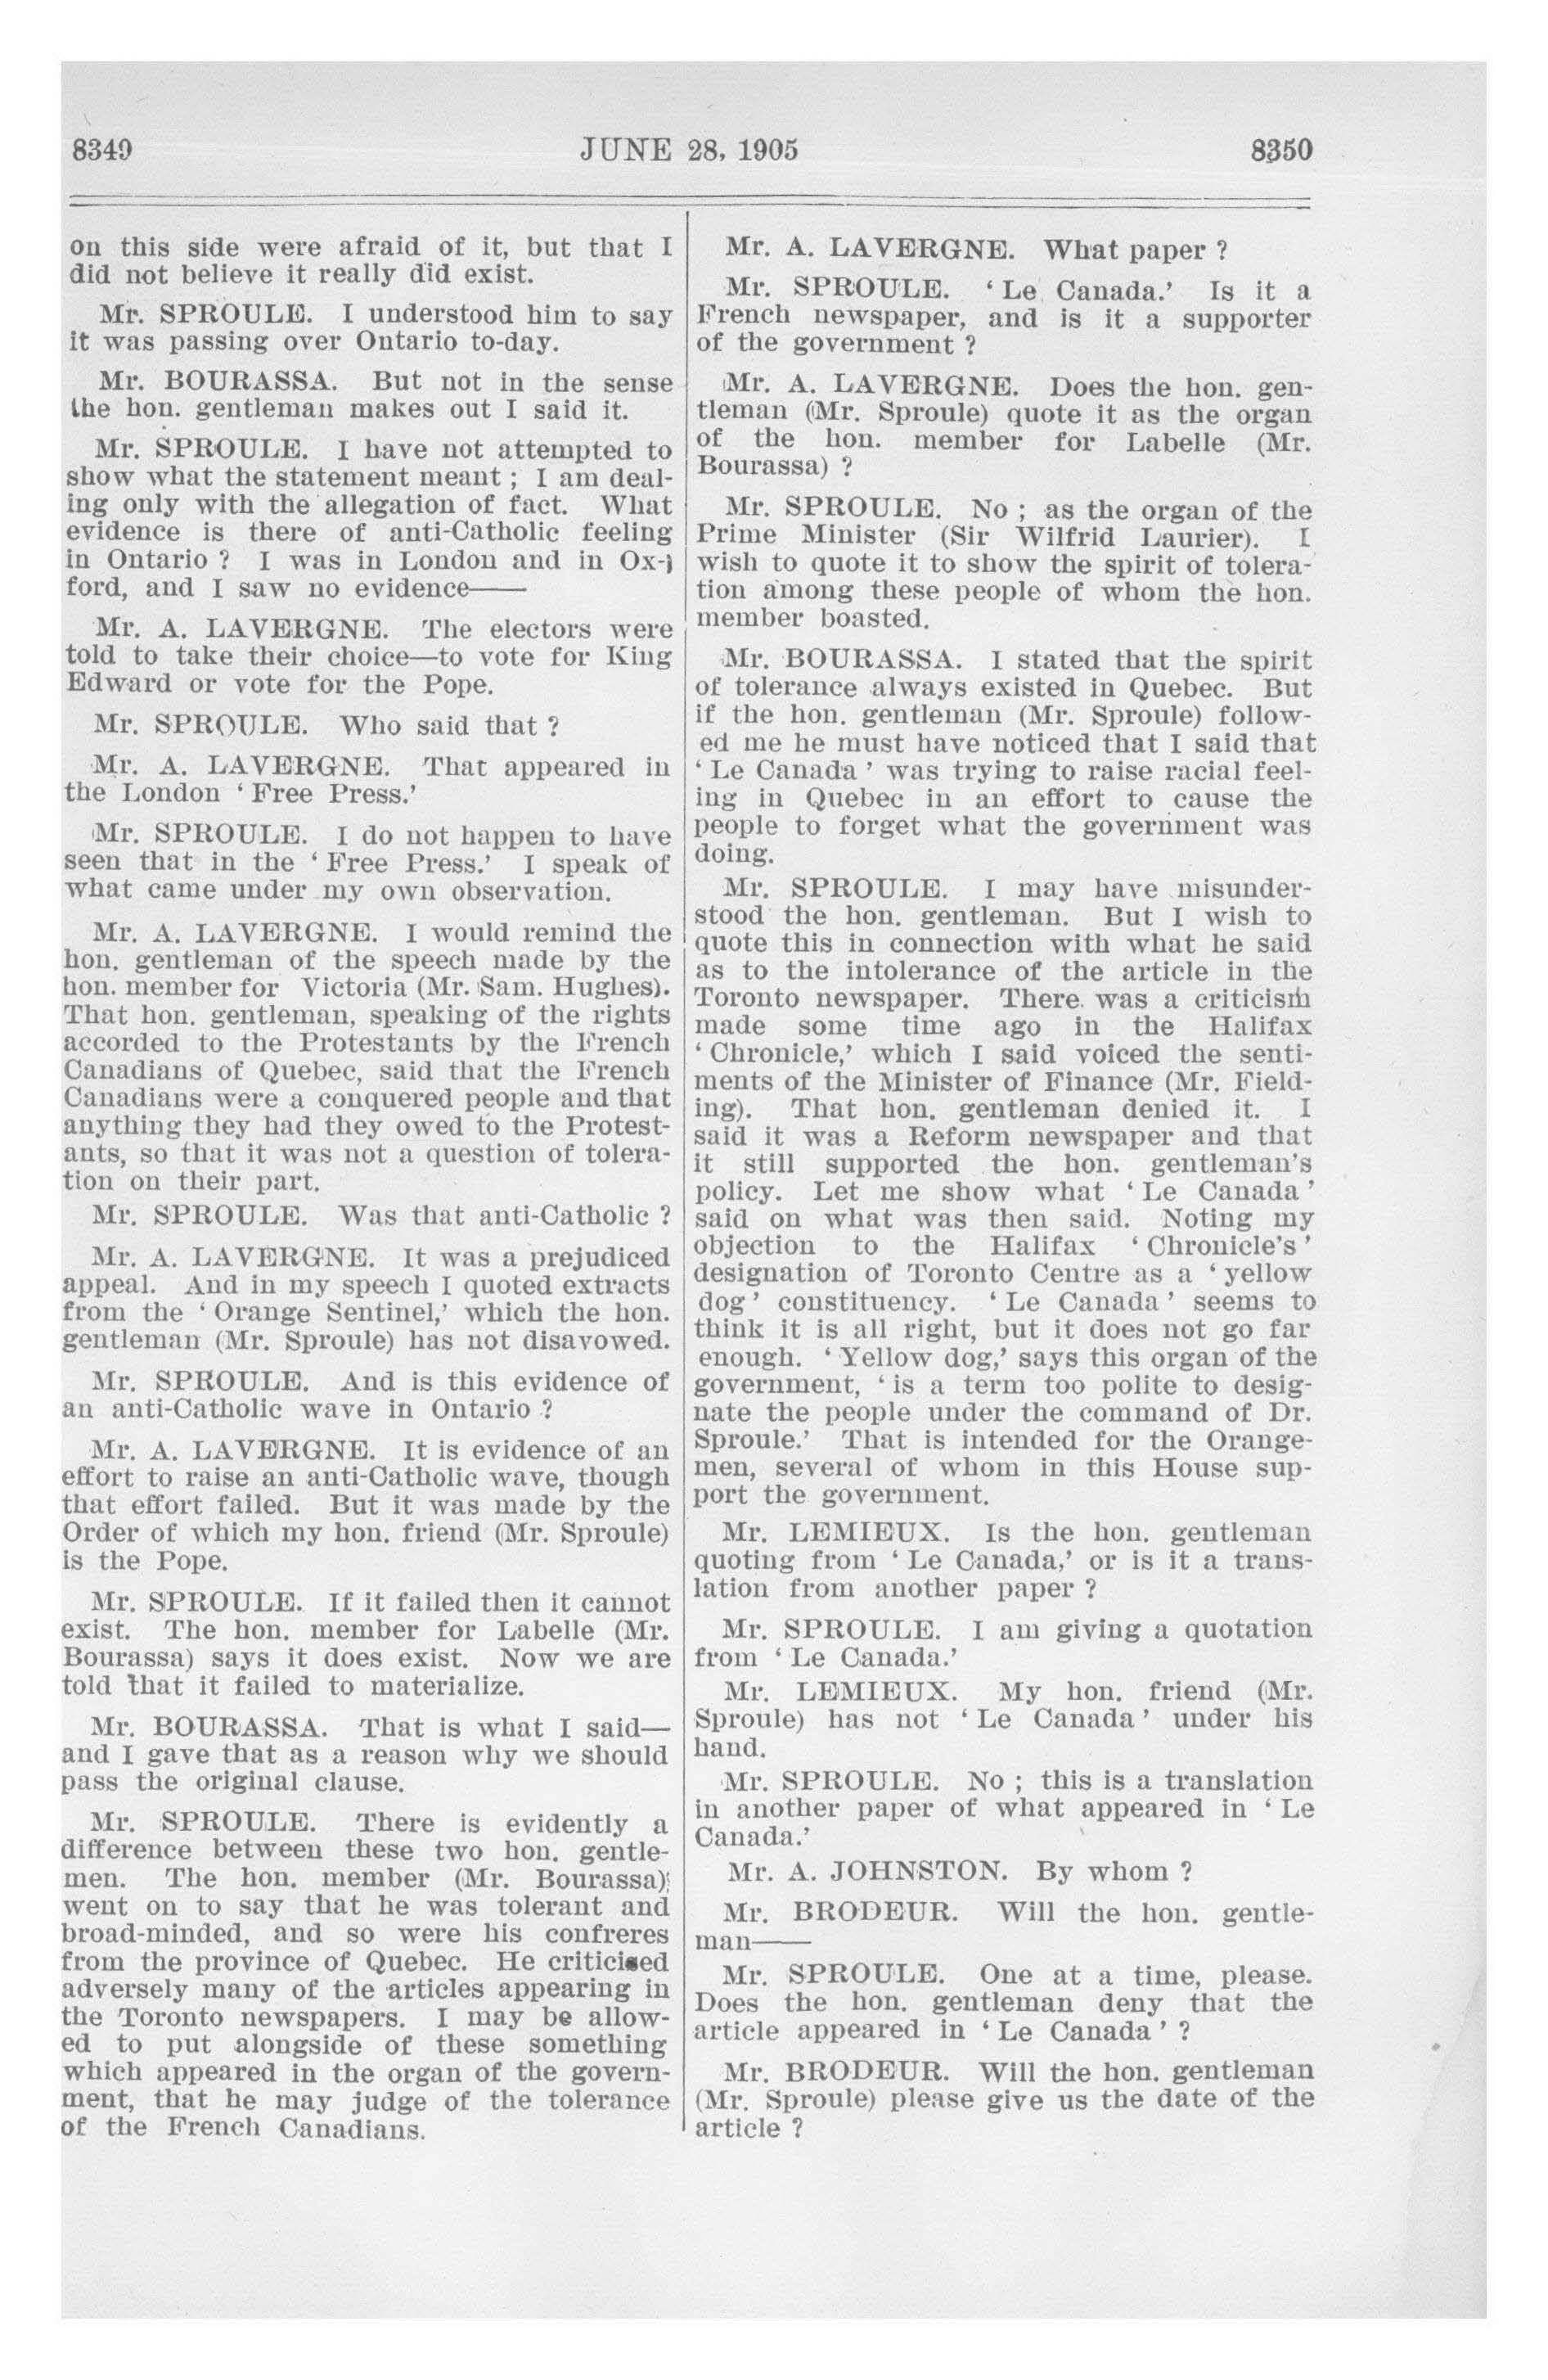 8349
JUNE 28, 1905
8350
on this side were afraid of it, but that I
did not believe it really did exist.
Mr. SPROULE. I understood him to say
it was passing over Ontario to-day.
Mr. BOURASSA. But not in the sense
the hon. gentleman makes out I said it.
Mr. SPROULE. I have not attempted to
show what the statement meant ; I am deal-
ing only with the allegation of fact. What
evidence is there of anti-Catholic feeling
in Ontario ? I was in London and in Ox-
ford, and I saw no evidence——
Mr. A. LAVERGNE. The electors were
told to take their choice—to vote for King
Edward or vote for the Pope.
Mr. SPROULE. Who said that ?
Mr. A. LAVERGNE. That appeared in
the London ‘ Free Press.’
Mr. SPROULE. I do not happen to have
seen that in the ‘ Free Press.’ I speak of
what came under my own observation.
Mr. A. LAVERGNE. I would remind the
hon. gentleman of the speech made by the
hon. member for Victoria (Mr. Sam. Hughes).
That hon. gentleman, speaking of the rights
accorded to the Protestants by the French
Canadians of Quebec, said that the French
Canadians were a conquered people and that
anything they had they owed to the Protest-
ants, so that it was not a question of tolera-
tion on their part.
Mr. SPROULE. Was that anti-Catholic ?
Mr. A. LAVERGNE. It was a prejudiced
appeal. And in my speech I quoted extracts
from the ‘ Orange Sentinel,’ which the hon.
gentleman (Mr. Sproule) has not disavowed.
Mr. SPROULE. And is this evidence of
an anti-Catholic wave in Ontario ?
Mr. A. LAVERGNE. It is evidence of an
effort to raise an anti-Catholic wave, though
that effort failed. But it was made by the
Order of which my hon. friend (Mr. Sproule)
is the Pope.
Mr. SPROULE. If it failed then it cannot
exist. The hon. member for Labelle (Mr.
Bourassa) says it does exist. Now we are
told that it failed to materialize.
Mr. BOURASSA. That is what I said—
and I gave that as a reason why we should
pass the original clause.
Mr. SPROULE. There is evidently a
difference between these two hon. gentle-
men. The hon. member (Mr. Bourassa)
went on to say that he was tolerant and
broad-minded, and so were his confreres
from the province of Quebec. He criticised
adversely many of the articles appearing in
the Toronto newspapers. I may be allow-
ed to put alongside of these something
which appeared in the organ of the govern-
ment, that he may judge of the tolerance
of the French Canadians.
Mr. A. LAVERGNE. What paper ?
Mr. SPROULE. ‘ Le Canada.’ Is it a
French newspaper, and is it a supporter
of the government ?
Mr. A. LAVERGNE. Does the hon. gen-
tleman (Mr. Sproule) quote it as the organ
of the hon. member for Labelle (Mr.
Bourassa) ?
Mr. SPROULE. No ; as the organ of the
Prime Minister (Sir Wilfrid Laurier). I
wish to quote it to show the spirit of tolera-
tion among these people of whom the hon.
member boasted.
Mr. BOURASSA. I stated that the spirit
of tolerance always existed in Quebec. But
if the hon. gentleman (Mr. Sproule) follow-
ed me he must have noticed that I said that
‘ Le Canada ’ was trying to raise racial feel-
ing in Quebec in an effort to cause the
people to forget what the government was
doing.
Mr. SPROULE. I may have misunder-
stood the hon. gentleman. But I wish to
quote this in connection with what he said
as to the intolerance of the article in the
Toronto newspaper. There was a criticism
made some time ago in the Halifax
‘ Chronicle,’ which I said voiced the senti-
ments of the Minister of Finance (Mr. Field-
ing). That hon. gentleman denied it. I
said it was a Reform newspaper and that
it still supported the hon. gentleman’s
policy. Let me show what ‘ Le Canada ’
said on what was then said. Noting my
objection to the Halifax ‘ Chronicle’s ’
designation of Toronto Centre as a ‘ yellow
dog ’ constituency. ‘ Le Canada ’ seems to
think it is all right, but it does not go far
enough. ‘ Yellow dog,’ says this organ of the
government, ‘ is a term too polite to desig-
nate the people under the command of Dr.
Sproule.’ That is intended for the Orange-
men, several of whom in this House sup-
port the government.
Mr. LEMIEUX. Is the hon. gentleman
quoting from ‘ Le Canada,’ or is it a trans-
lation from another paper ?
Mr. SPROULE. I am giving a quotation
from ‘ Le Canada.’
Mr. LEMIEUX. My hon. friend (Mr.
Sproule) has not ‘ Le Canada ’ under his
hand.
Mr. SPROULE. No ; this is a translation
in another paper of what appeared in ‘ Le
Canada.’
Mr. A. JOHNSTON. By whom ?
Mr. BRODEUR. Will the hon. gentle-
man——
Mr. SPROULE. One at a time, please.
Does the hon. gentleman deny that the
article appeared in ‘ Le Canada ’ ?
Mr. BRODEUR. Will the hon. gentleman
(Mr. Sproule) please give us the date of the
article ?